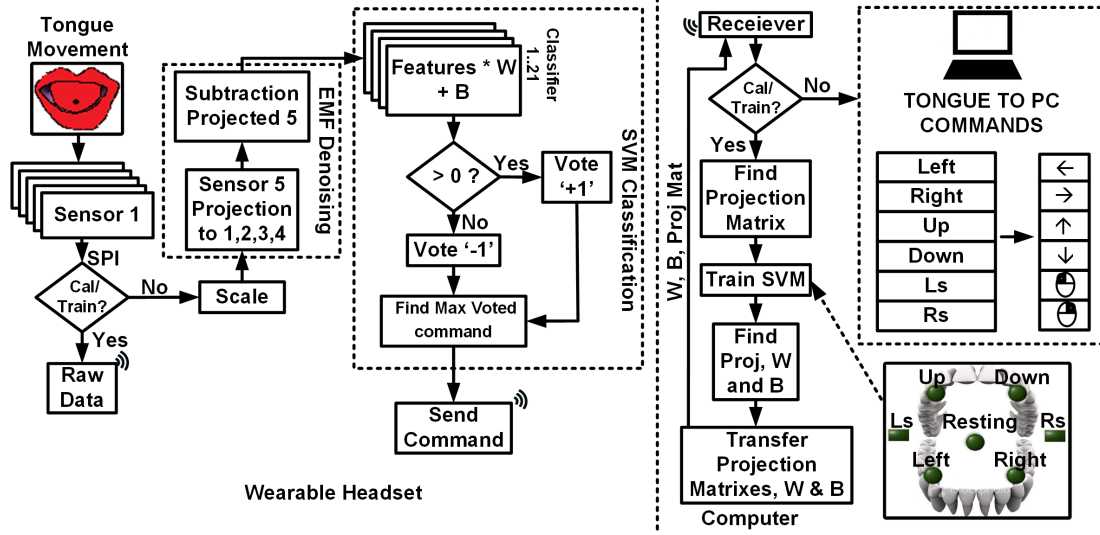 Tongue
Movement
Sensor 1
SPI
Cal/
Train?
No
Yes
Raw
Data
Scale
Sensor 5
Projection
to 1,2,3,4
Subtraction
Projected 5
EMF Denoising
Features * W
+ B
Classifier
1..21
> 0 ?
Yes
Vote
'+1'
No
Vote '-1'
Find Max Voted
command
SVM Classification
Send
Command
Wearable Headset
Receiever
Cal/
Train?
No
Yes
Find
Projection
Matrix
Train SVM
Find
Proj, W
and B
Transfer
Projection
Matrixes, W & B
W, B, Proj Mat
Computer
TONGUE TO PC
COMMANDS
Left
Right
Up
Down
Ls
Rs
←
→
↑
↓
Up Down
Ls Resting Rs
Left Right